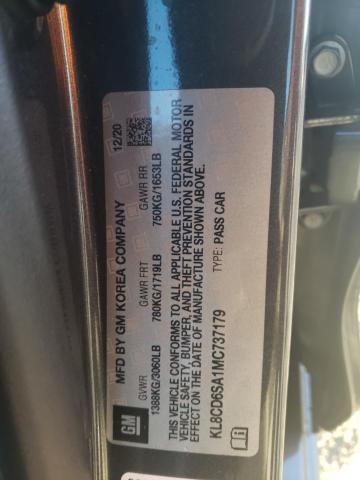 MFD BY GM KOREA COMPANY 12/20
GVWR GAWR FRT GAWR RR
1388KG/3060LB 780KG/1719LB 750KG/1653LB
THIS VEHICLE CONFORMS TO ALL APPLICABLE U.S. FEDERAL MOTOR
VEHICLE SAFETY, BUMPER, AND THEFT PREVENTION STANDARDS IN
EFFECT ON THE DATE OF MANUFACTURE SHOWN ABOVE.
KL8CD6SA1MC737179 TYPE: PASS CAR
GM